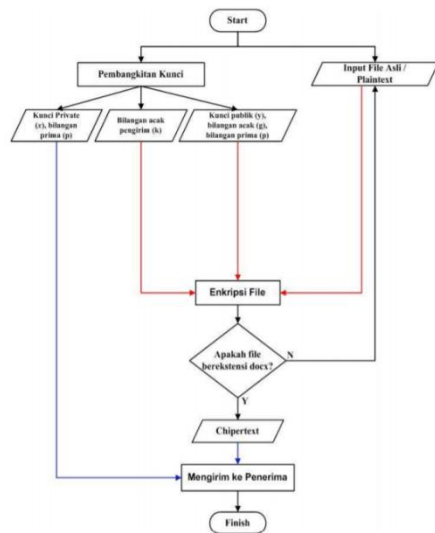 Start
Pembangkitan Kunci
Input File Asli /
Plaintext
Kunci Private
(x), bilangan
prima (p)
Bilangan acak
pengirim (k)
Kunci publik (y),
bilangan acak (g),
bilangan prima (p)
Enkripsi File
Apakah file
berekstensi docx?
N
Y
Chipertext
Mengirim ke Penerima
Finish